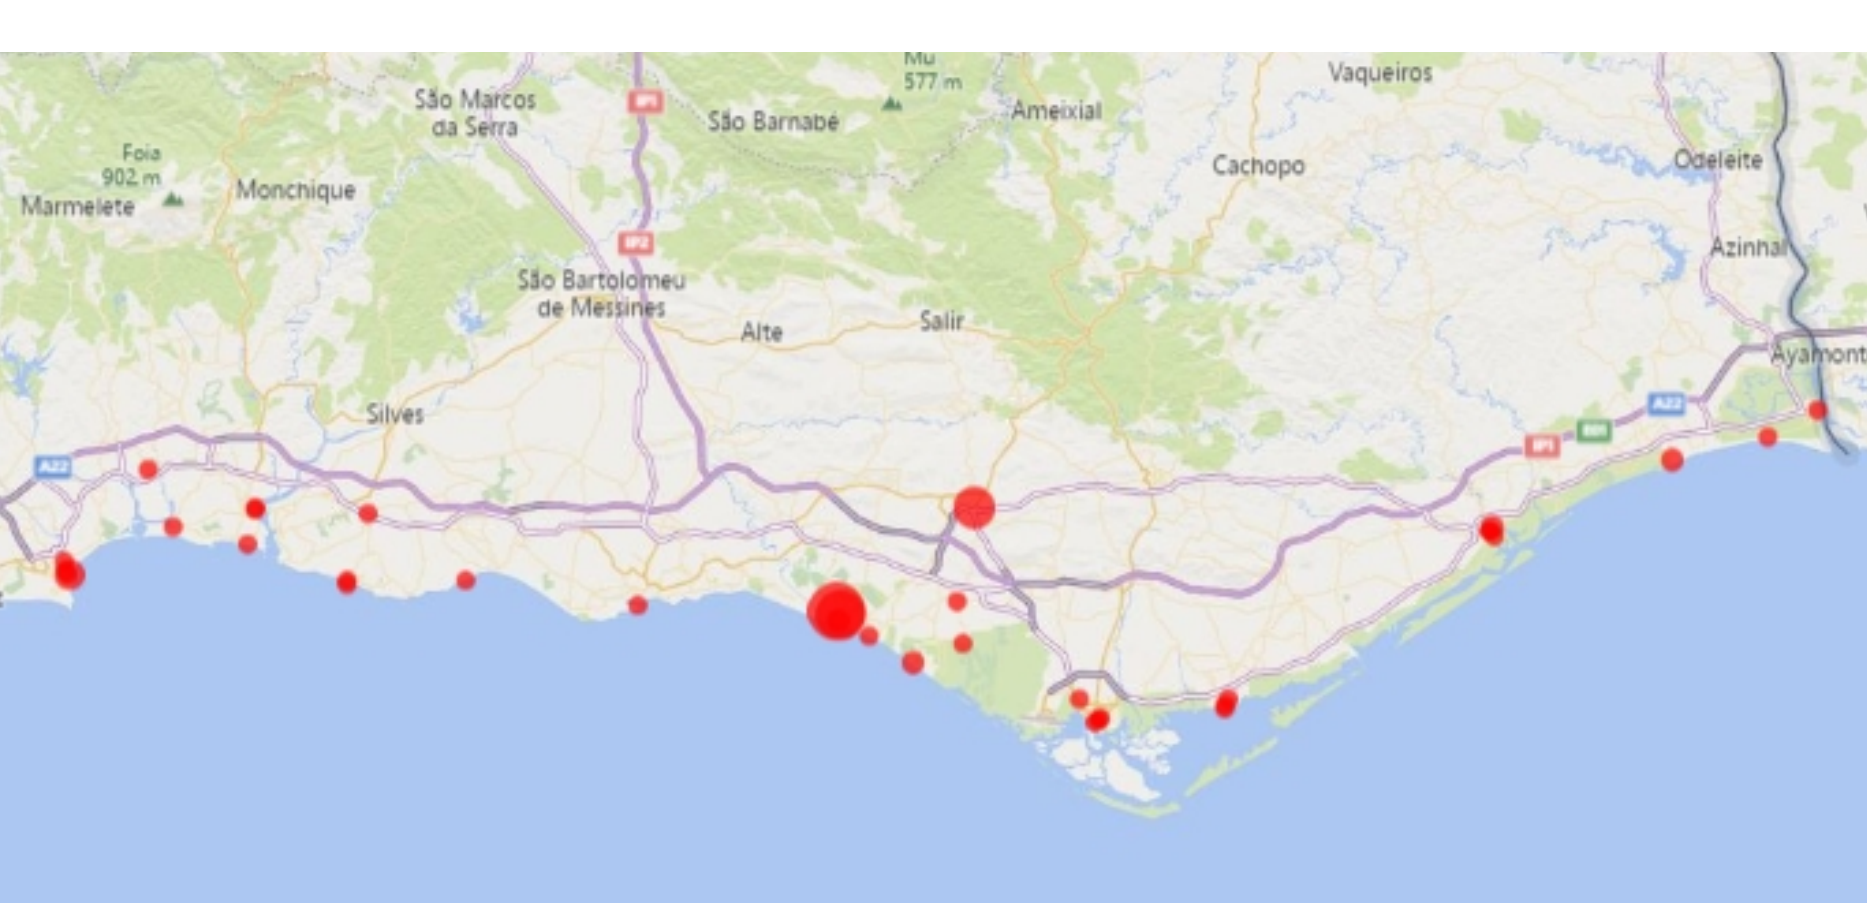 Mu
577 m
Vaqueiros
São Marcos
da Serra
IP1
Ameixial
São Barnabé
Foia
902 m
Cachopo
Odeleite
Monchique
Marmelete
IP2
Azinhal
São Bartolomeu
de Messines
Alte
Salir
Ayamont
A22
Silves
E01
IP1
A22